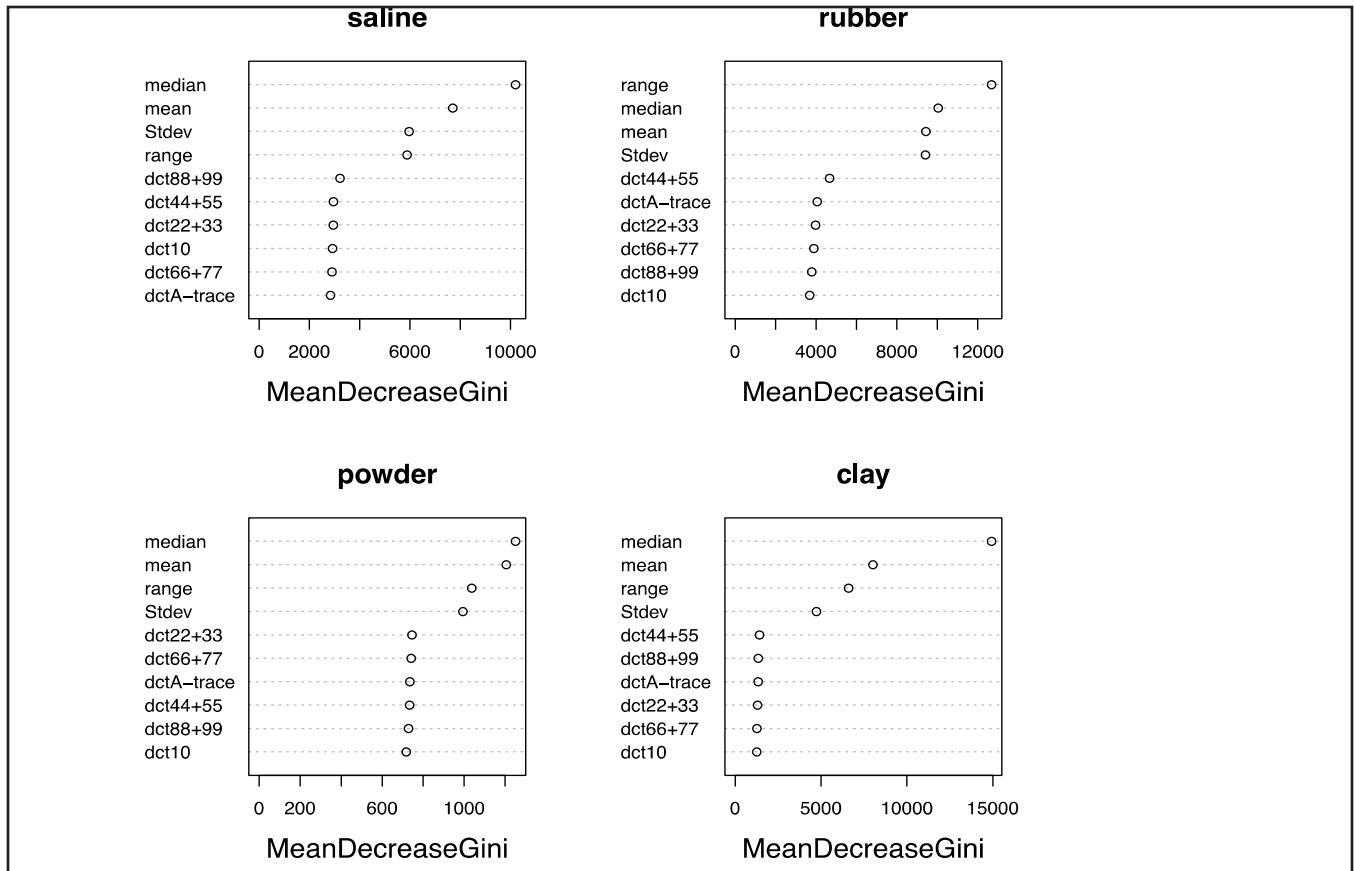 saline
median
mean
Stdev
range
dct88+99
dct44+55
dct22+33
dct10
dct66+77
dctA−trace
0 2000 6000 10000
MeanDecreaseGini
rubber
range
median
mean
Stdev
dct44+55
dctA−trace
dct22+33
dct66+77
dct88+99
dct10
0 4000 8000 12000
MeanDecreaseGini
powder
median
mean
range
Stdev
dct22+33
dct66+77
dctA−trace
dct44+55
dct88+99
dct10
0 200 600 1000
MeanDecreaseGini
clay
median
mean
range
Stdev
dct44+55
dct88+99
dctA−trace
dct22+33
dct66+77
dct10
0 5000 10000 15000
MeanDecreaseGini